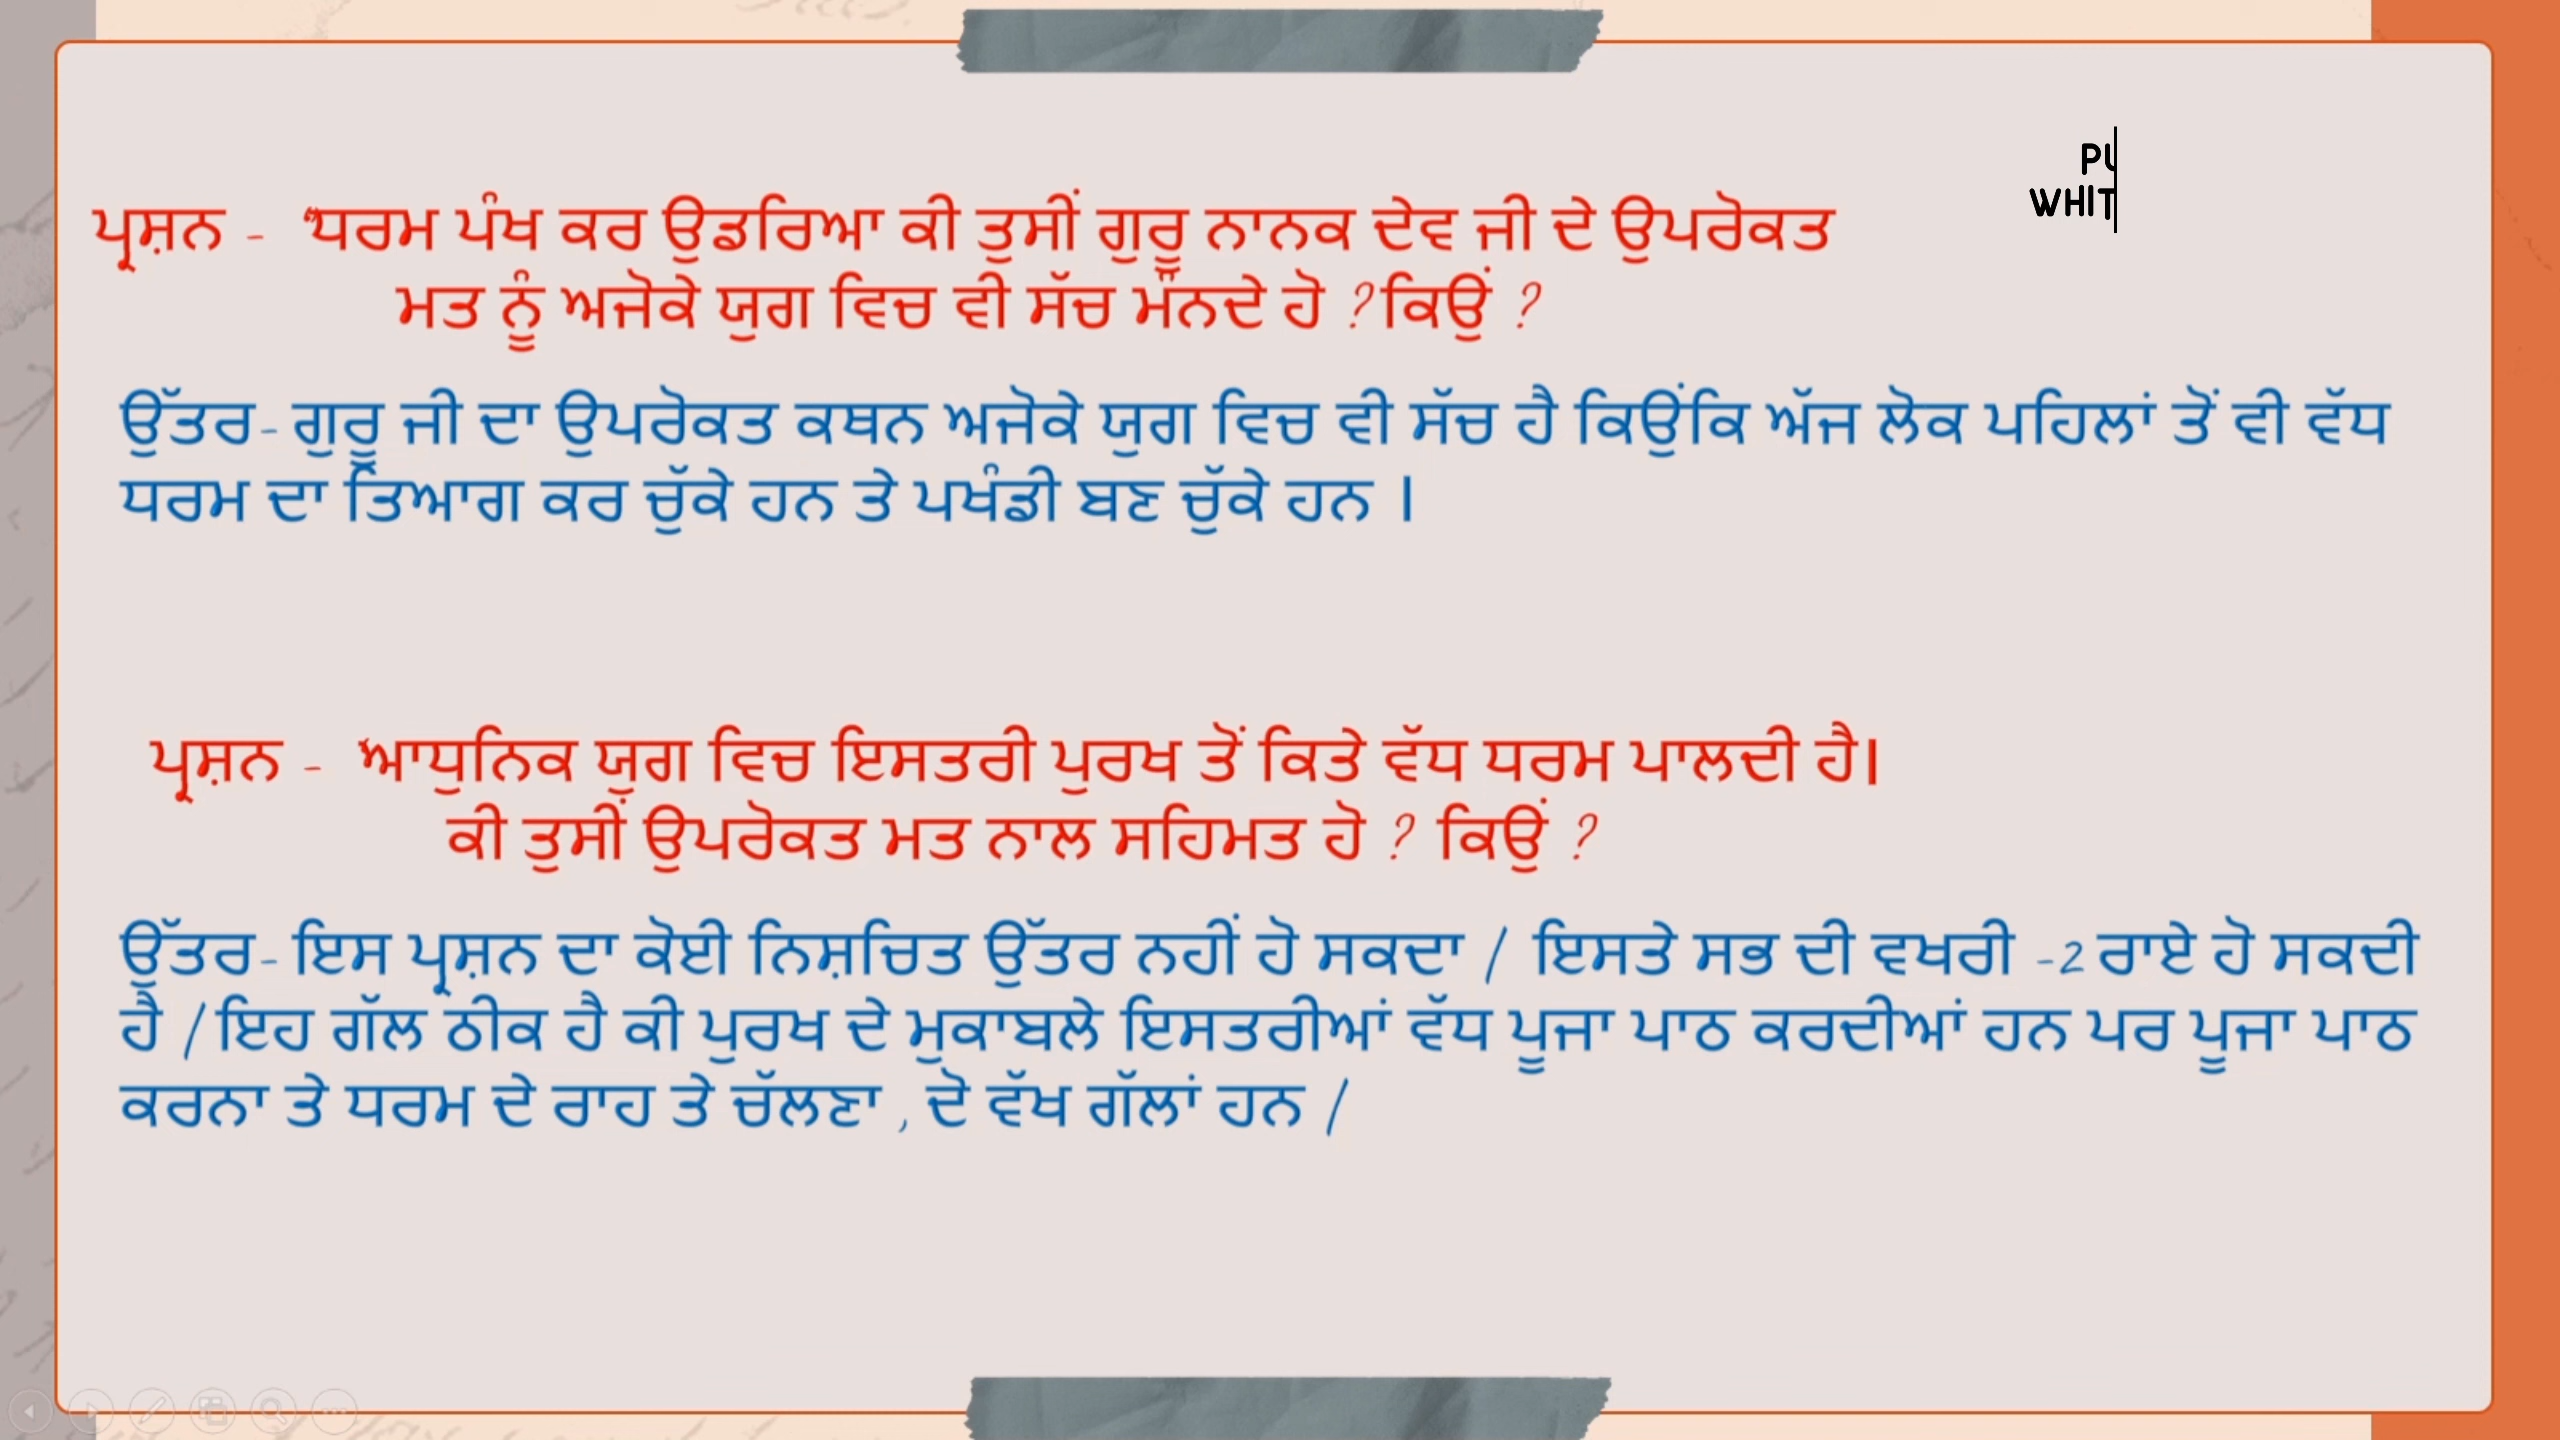 PU
WHIT
ਪ੍ਰਸ਼ਨ - “ਧਰਮ ਪੰਖ ਕਰ ਉਡਰਿਆ ਕੀ ਤੁਸੀਂ ਗੁਰੂ ਨਾਨਕ ਦੇਵ ਜੀ ਦੇ ਉਪਰੋਕਤ
ਮਤ ਨੂੰ ਅਜੋਕੇ ਯੁਗ ਵਿਚ ਵੀ ਸੱਚ ਮੰਨਦੇ ਹੋ ? ਕਿਉਂ ?
ਉੱਤਰ- ਗੁਰੂ ਜੀ ਦਾ ਉਪਰੋਕਤ ਕਥਨ ਅਜੋਕੇ ਯੁਗ ਵਿਚ ਵੀ ਸੱਚ ਹੈ ਕਿਉਂਕਿ ਅੱਜ ਲੋਕ ਪਹਿਲਾਂ ਤੋਂ ਵੀ ਵੱਧ
ਧਰਮ ਦਾ ਤਿਆਗ ਕਰ ਚੁੱਕੇ ਹਨ ਤੇ ਪਖੰਡੀ ਬਣ ਚੁੱਕੇ ਹਨ ।
ਪ੍ਰਸ਼ਨ - ‘ਆਧੁਨਿਕ ਯੁਗ ਵਿਚ ਇਸਤਰੀ ਪੁਰਖ ਤੋਂ ਕਿਤੇ ਵੱਧ ਧਰਮ ਪਾਲਦੀ ਹੈ।
ਕੀ ਤੁਸੀਂ ਉਪਰੋਕਤ ਮਤ ਨਾਲ ਸਹਿਮਤ ਹੋ ? ਕਿਉਂ ?
ਉੱਤਰ- ਇਸ ਪ੍ਰਸ਼ਨ ਦਾ ਕੋਈ ਨਿਸ਼ਚਿਤ ਉੱਤਰ ਨਹੀਂ ਹੋ ਸਕਦਾ / ਇਸਤੇ ਸਭ ਦੀ ਵਖਰੀ -2 ਰਾਏ ਹੋ ਸਕਦੀ
ਹੈ / ਇਹ ਗੱਲ ਠੀਕ ਹੈ ਕੀ ਪੁਰਖ ਦੇ ਮੁਕਾਬਲੇ ਇਸਤਰੀਆਂ ਵੱਧ ਪੂਜਾ ਪਾਠ ਕਰਦੀਆਂ ਹਨ ਪਰ ਪੂਜਾ ਪਾਠ
ਕਰਨਾ ਤੇ ਧਰਮ ਦੇ ਰਾਹ ਤੇ ਚੱਲਣਾ , ਦੋ ਵੱਖ ਗੱਲਾਂ ਹਨ /